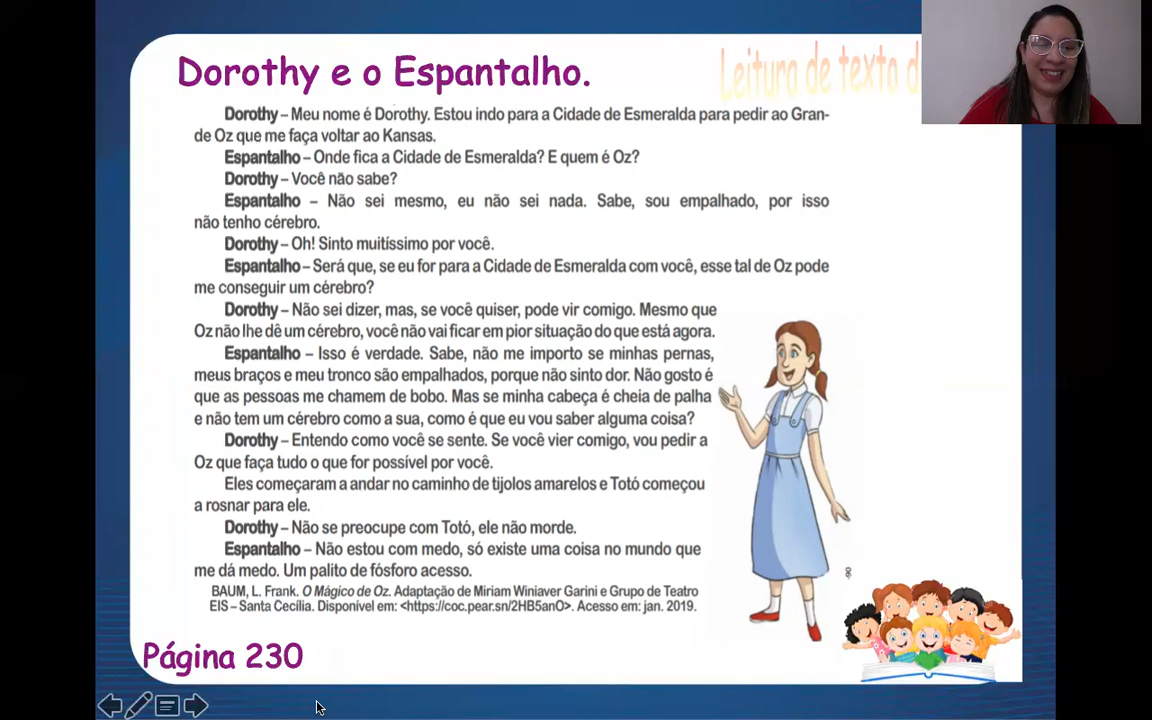 Dorothy e o Espantalho.
Leitura de texto d
Dorothy – Meu nome é Dorothy. Estou indo para a Cidade de Esmeralda para pedir ao Gran-
de Oz que me faça voltar ao Kansas.
Espantalho – Onde fica a Cidade de Esmeralda? E quem é Oz?
Dorothy – Você não sabe?
Espantalho – Não sei mesmo, eu não sei nada. Sabe, sou empalhado, por isso
não tenho cérebro.
Dorothy – Oh! Sinto muitíssimo por você.
Espantalho – Será que, se eu for para a Cidade de Esmeralda com você, esse tal de Oz pode
me conseguir um cérebro?
Dorothy – Não sei dizer, mas, se você quiser, pode vir comigo. Mesmo que
Oz não lhe dê um cérebro, você não vai ficar em pior situação do que está agora.
Espantalho – Isso é verdade. Sabe, não me importo se minhas pernas,
meus braços e meu tronco são empalhados, porque não sinto dor. Não gosto é
que as pessoas me chamem de bobo. Mas se minha cabeça é cheia de palha
e não tem um cérebro como a sua, como é que eu vou saber alguma coisa?
Dorothy – Entendo como você se sente. Se você vier comigo, vou pedir a
Oz que faça tudo o que for possível por você.
Eles começaram a andar no caminho de tijolos amarelos e Totó começou
a rosnar para ele.
Dorothy – Não se preocupe com Totó, ele não morde.
Espantalho – Não estou com medo, só existe uma coisa no mundo que
me dá medo. Um palito de fósforo acesso.
BAUM, L. Frank. O Mágico de Oz. Adaptação de Miriam Winiaver Garini e Grupo de Teatro
EIS – Santa Cecília. Disponível em: <https://coc.pear.sn/2HB5anO>. Acesso em: jan. 2019.
Página 230